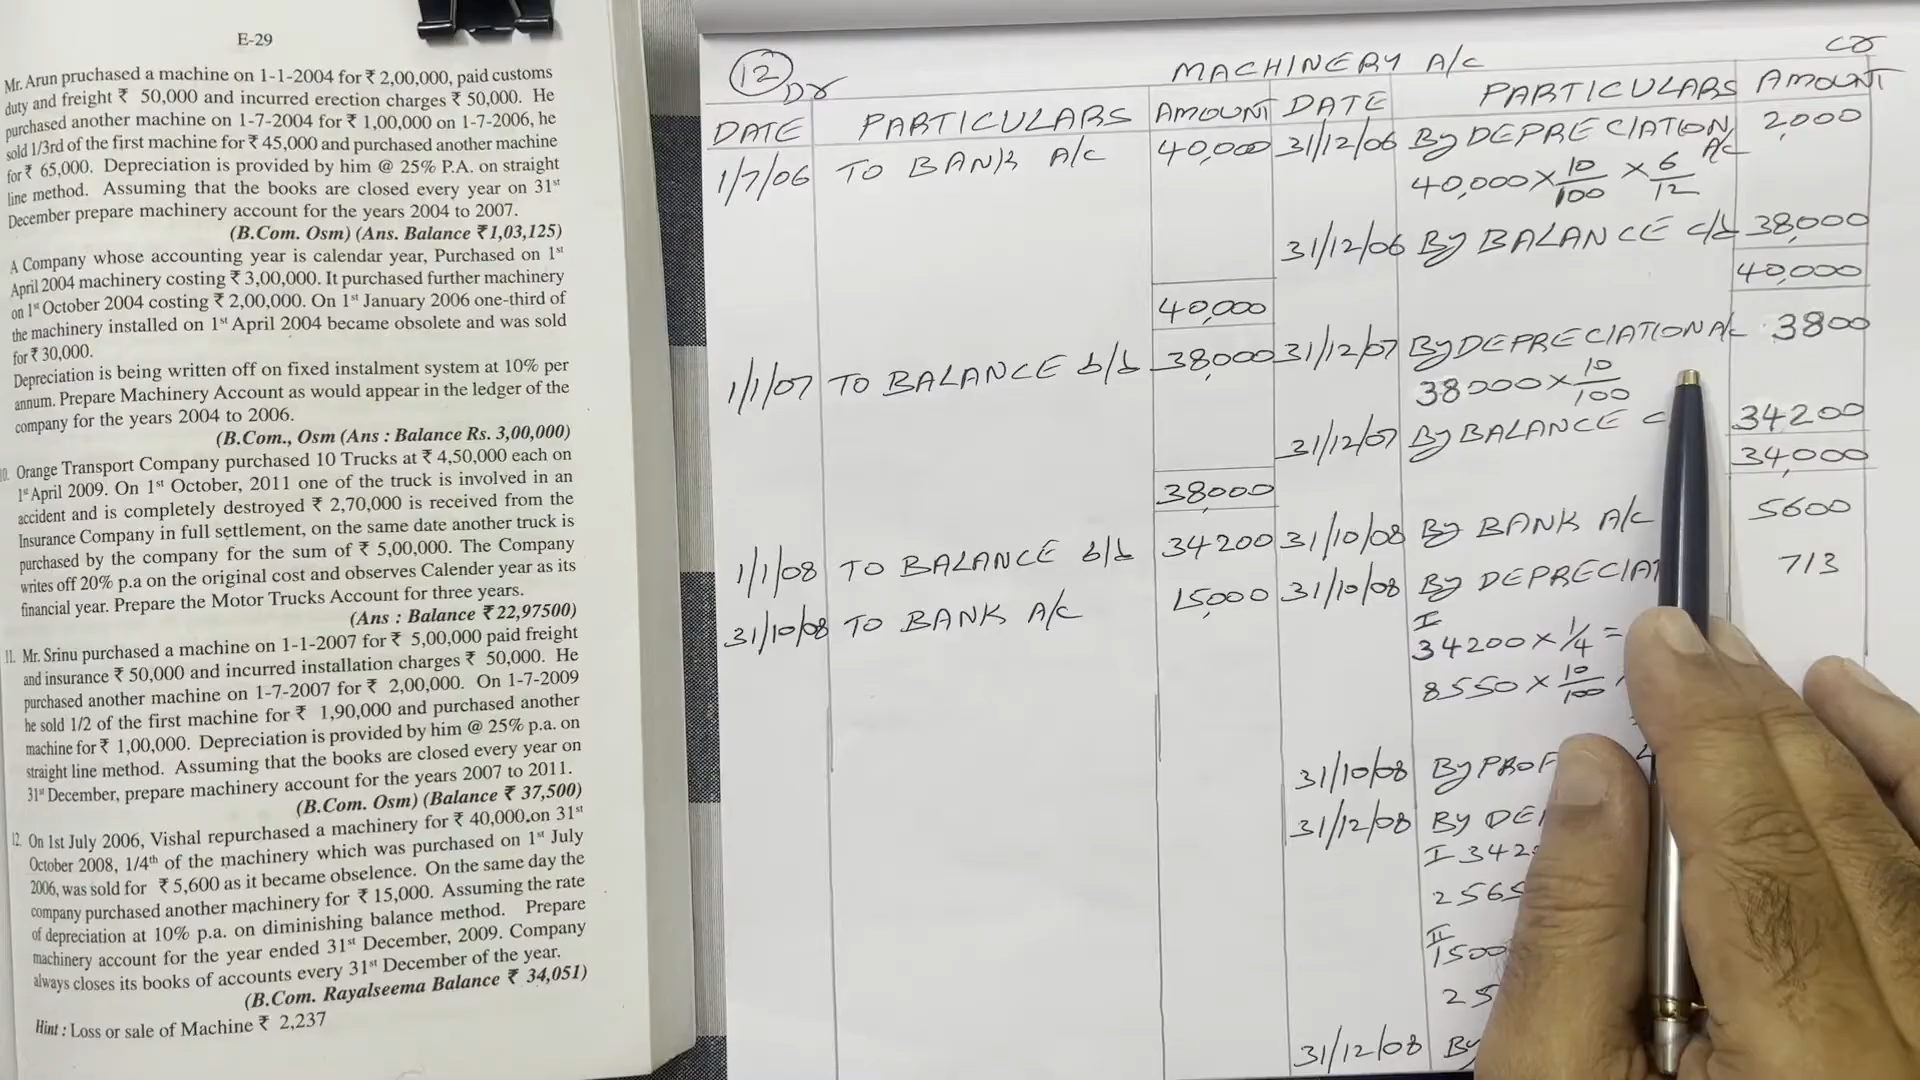 E-29
Mr. Arun pruchased a machine on 1-1-2004 for ₹ 2,00,000, paid customs
duty and freight ₹ 50,000 and incurred erection charges ₹ 50,000. He
purchased another machine on 1-7-2004 for ₹ 1,00,000 on 1-7-2006, he
sold 1/3rd of the first machine for ₹ 45,000 and purchased another machine
for ₹ 65,000. Depreciation is provided by him @ 25% P.A. on straight
line method. Assuming that the books are closed every year on 31st
December prepare machinery account for the years 2004 to 2007.
(B.Com. Osm) (Ans. Balance ₹ 1,03,125)
A Company whose accounting year is calendar year, Purchased on 1st
April 2004 machinery costing ₹ 3,00,000. It purchased further machinery
on 1st October 2004 costing ₹ 2,00,000. On 1st January 2006 one-third of
the machinery installed on 1st April 2004 became obsolete and was sold
for ₹ 30,000.
Depreciation is being written off on fixed instalment system at 10% per
annum. Prepare Machinery Account as would appear in the ledger of the
company for the years 2004 to 2006.
(B.Com., Osm (Ans : Balance Rs. 3,00,000)
10. Orange Transport Company purchased 10 Trucks at ₹ 4,50,000 each on
1st April 2009. On 1st October, 2011 one of the truck is involved in an
accident and is completely destroyed ₹ 2,70,000 is received from the
Insurance Company in full settlement, on the same date another truck is
purchased by the company for the sum of ₹ 5,00,000. The Company
writes off 20% p.a on the original cost and observes Calender year as its
financial year. Prepare the Motor Trucks Account for three years.
(Ans : Balance ₹ 22,97500)
11. Mr. Srinu purchased a machine on 1-1-2007 for ₹ 5,00,000 paid freight
and insurance ₹ 50,000 and incurred installation charges ₹ 50,000. He
purchased another machine on 1-7-2007 for ₹ 2,00,000. On 1-7-2009
he sold 1/2 of the first machine for ₹ 1,90,000 and purchased another
machine for ₹ 1,00,000. Depreciation is provided by him @ 25% p.a. on
straight line method. Assuming that the books are closed every year on
31st December, prepare machinery account for the years 2007 to 2011.
(B.Com. Osm) (Balance ₹ 37,500)
12. On 1st July 2006, Vishal repurchased a machinery for ₹ 40,000.on 31st
October 2008, 1/4th of the machinery which was purchased on 1st July
2006, was sold for ₹ 5,600 as it became obselence. On the same day the
company purchased another machinery for ₹ 15,000. Assuming the rate
of depreciation at 10% p.a. on diminishing balance method. Prepare
machinery account for the year ended 31st December, 2009. Company
always closes its books of accounts every 31st December of the year.
(B.Com. Rayalseema Balance ₹ 34,051)
Hint : Loss or sale of Machine ₹ 2,237
12 Dr MACHINERY A/c Cr
DATE PARTICULARS AMOUNT DATE PARTICULARS AMOUNT
1/7/06 TO BANK A/c 40,000 31/12/06 By DEPRECIATION A/c 2,000
40,000 × 10/100 × 6/12
31/12/06 By BALANCE c/d 38,000
40,000 40,000
1/1/07 TO BALANCE b/d 38,000 31/12/07 By DEPRECIATION A/c 3800
38000 × 10/100
31/12/07 By BALANCE c 34200
38,000 34,000
1/1/08 TO BALANCE b/d 34200 31/10/08 By BANK A/c 5600
31/10/08 TO BANK A/c 15,000 31/10/08 By DEPRECIAT 713
I
34200 × 1/4 =
8550 × 10/100
31/10/08 By PROF
31/12/08 By DE
I 342
2565
II
1500
25
31/12/08 By